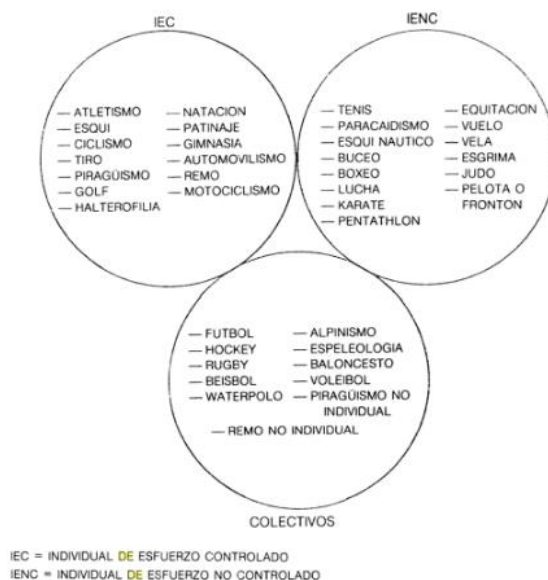 IEC
— ATLETISMO
— ESQUI
— CICLISMO
— TIRO
— PIRAGÜISMO
— GOLF
— HALTEROFILIA
— NATACION
— PATINAJE
— GIMNASIA
— AUTOMOVILISMO
— REMO
— MOTOCICLISMO
IENC
— TENIS
— PARACAIDISMO
— ESQUI NAUTICO
— BUCEO
— BOXEO
— LUCHA
— KARATE
— PENTATHLON
— EQUITACION
— VUELO
— VELA
— ESGRIMA
— JUDO
— PELOTA O
FRONTON
— FUTBOL
— HOCKEY
— RUGBY
— BEISBOL
— WATERPOLO
— ALPINISMO
— ESPELEOLOGIA
— BALONCESTO
— VOLEIBOL
— PIRAGÜISMO NO
INDIVIDUAL
— REMO NO INDIVIDUAL
COLECTIVOS
IEC = INDIVIDUAL DE ESFUERZO CONTROLADO
IENC = INDIVIDUAL DE ESFUERZO NO CONTROLADO